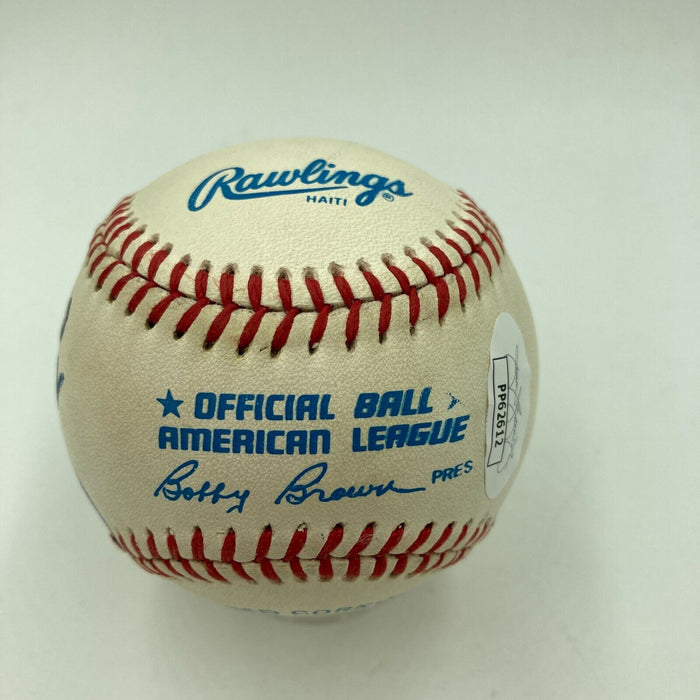 Rawlings®
HAITI
★ OFFICIAL BALL
AMERICAN LEAGUE
Bobby Brown PRES
PP62612